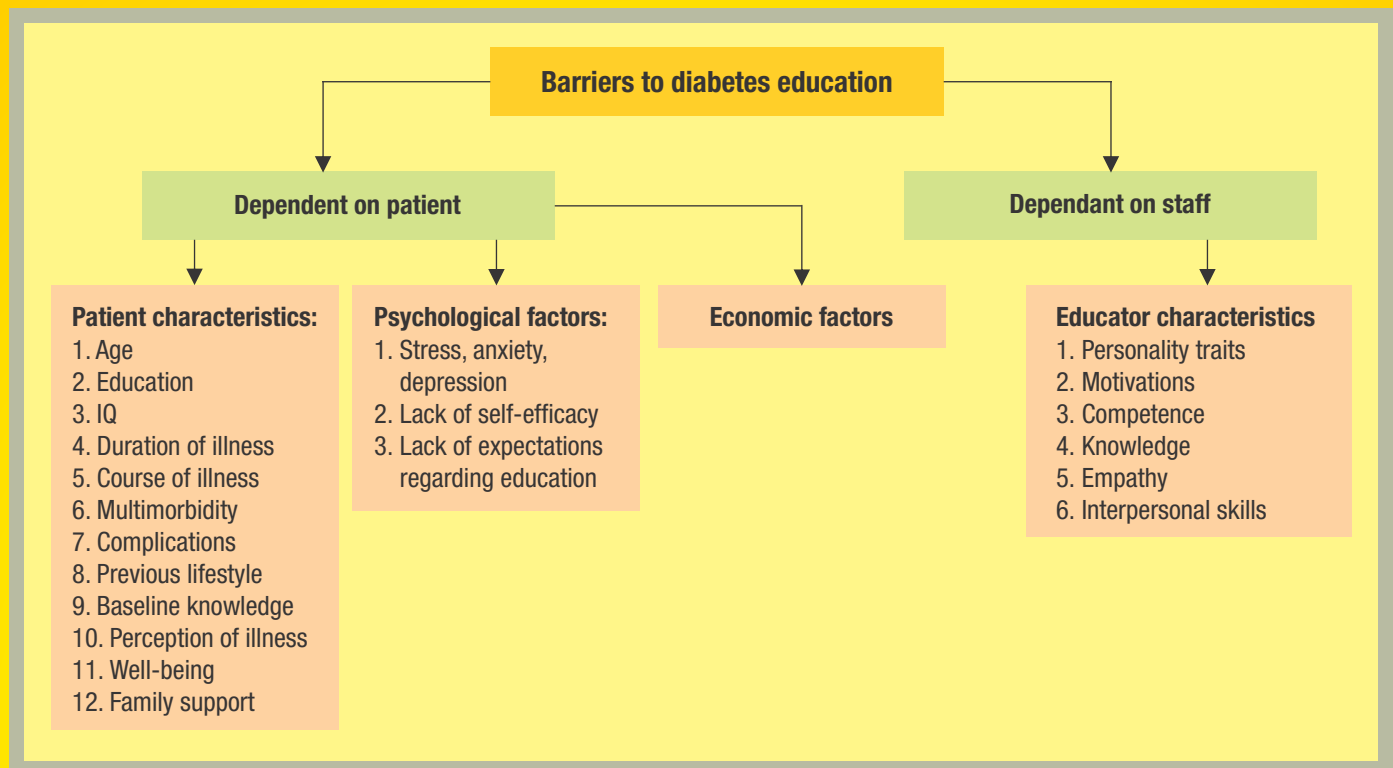 Barriers to diabetes education
Dependent on patient
Dependant on staff
Patient characteristics:
1. Age
2. Education
3. IQ
4. Duration of illness
5. Course of illness
6. Multimorbidity
7. Complications
8. Previous lifestyle
9. Baseline knowledge
10. Perception of illness
11. Well-being
12. Family support
Psychological factors:
1. Stress, anxiety,
depression
2. Lack of self-efficacy
3. Lack of expectations
regarding education
Economic factors
Educator characteristics
1. Personality traits
2. Motivations
3. Competence
4. Knowledge
5. Empathy
6. Interpersonal skills